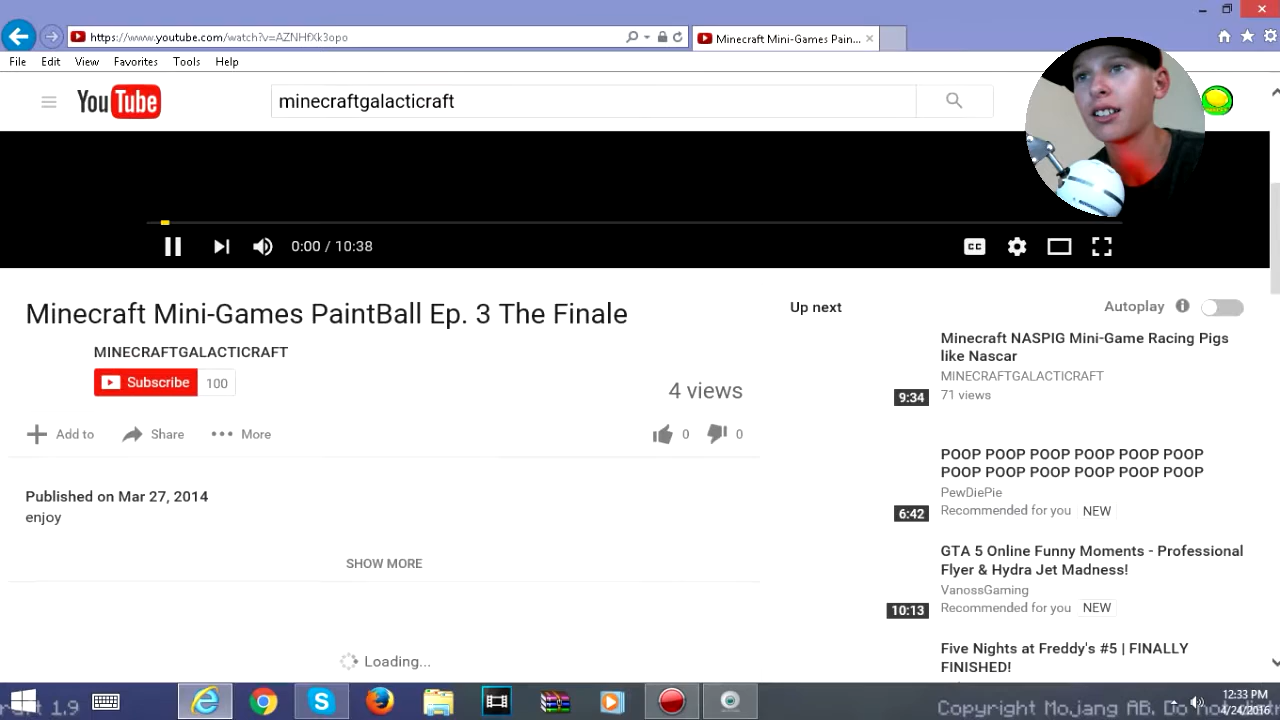 https://www.youtube.com/watch?v=AZNHfXk3opo
Minecraft Mini-Games Pain...
File Edit View Favorites Tools Help
YouTube
minecraftgalacticraft
0:00 / 10:38
CC
Minecraft Mini-Games PaintBall Ep. 3 The Finale
MINECRAFTGALACTICRAFT
Subscribe 100
4 views
Add to Share More
0 0
Published on Mar 27, 2014
enjoy
SHOW MORE
Loading...
Up next
Autoplay
Minecraft NASPIG Mini-Game Racing Pigs
like Nascar
MINECRAFTGALACTICRAFT
71 views
9:34
POOP POOP POOP POOP POOP POOP
POOP POOP POOP POOP POOP POOP
PewDiePie
Recommended for you NEW
6:42
GTA 5 Online Funny Moments - Professional
Flyer & Hydra Jet Madness!
VanossGaming
Recommended for you NEW
10:13
Five Nights at Freddy's #5 | FINALLY
FINISHED!
12:33 PM
4/24/2016
raft 1.9
Copyright Mojang AB. Do not